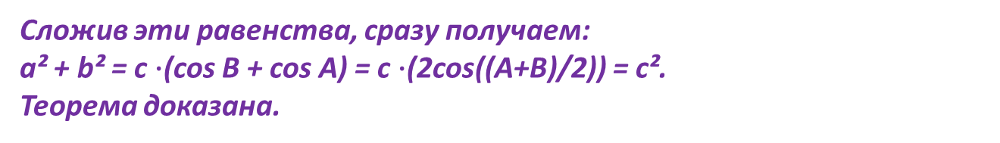 Сложив эти равенства, сразу получаем:
a² + b² = c ·(cos B + cos A) = c ·(2cos((A+B)/2)) = c².
Теорема доказана.